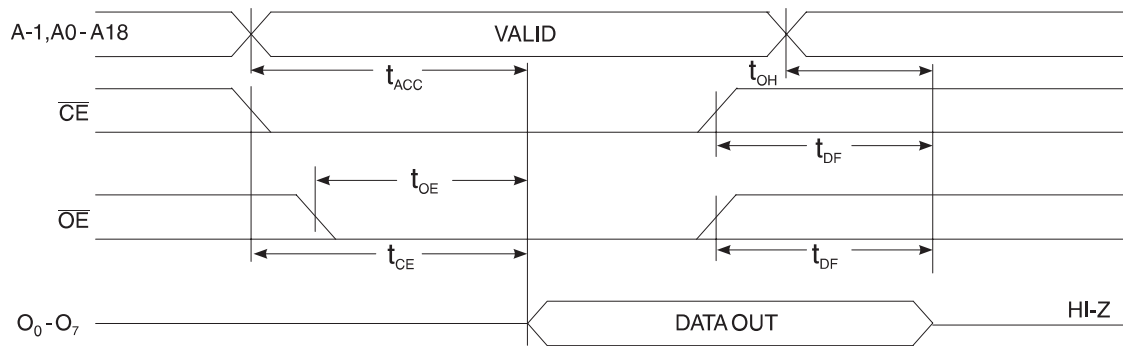 A-1,A0-A18 VALID
tACC tOH
CE
tDF
tOE
OE
tCE tDF
O0-O7 DATA OUT HI-Z